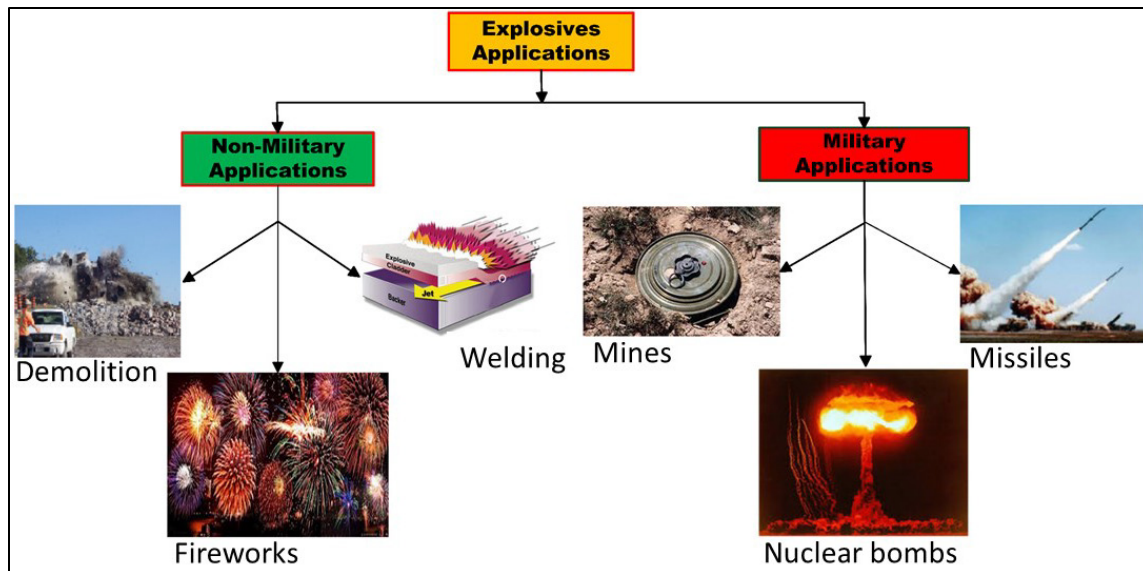 Explosives
Applications
Non-Military
Applications
Military
Applications
Explosive
Cladder
Jet
Backer
Demolition
Welding
Mines
Missiles
Fireworks
Nuclear bombs